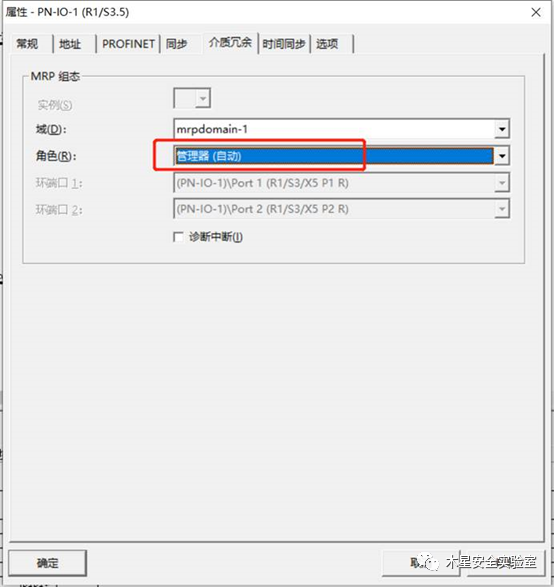 属性 - PN-IO-1 (R1/S3.5)
常规 地址 PROFINET 同步 介质冗余 时间同步 选项
MRP 组态
实例(S)
域(D): mrpdomain-1
角色(R): 管理器 (自动)
环端口 1: (PN-IO-1)\Port 1 (R1/S3/X5 P1 R)
环端口 2: (PN-IO-1)\Port 2 (R1/S3/X5 P2 R)
诊断中断(I)
确定 取 木星安全实验室